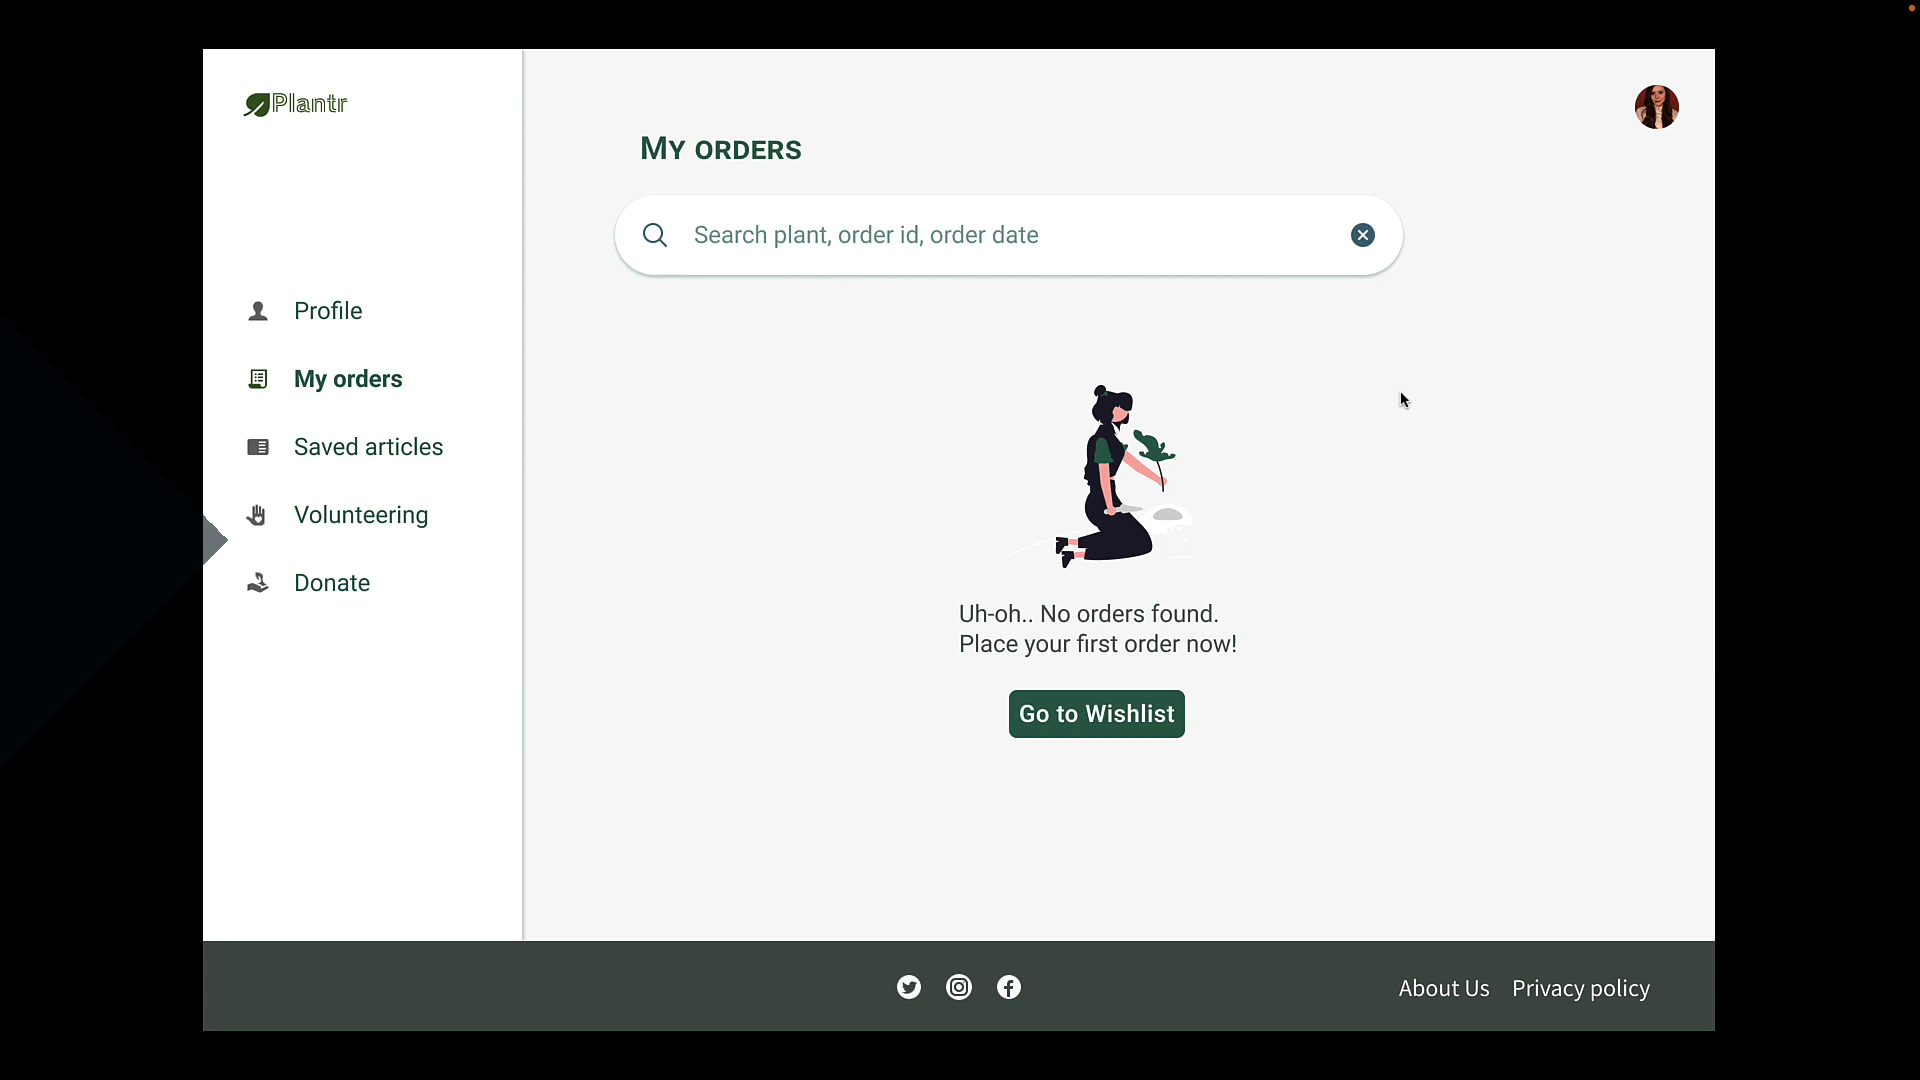 Plantr
My orders
Search plant, order id, order date
Profile
My orders
Saved articles
Volunteering
Donate
Uh-oh.. No orders found.
Place your first order now!
Go to Wishlist
About Us Privacy policy